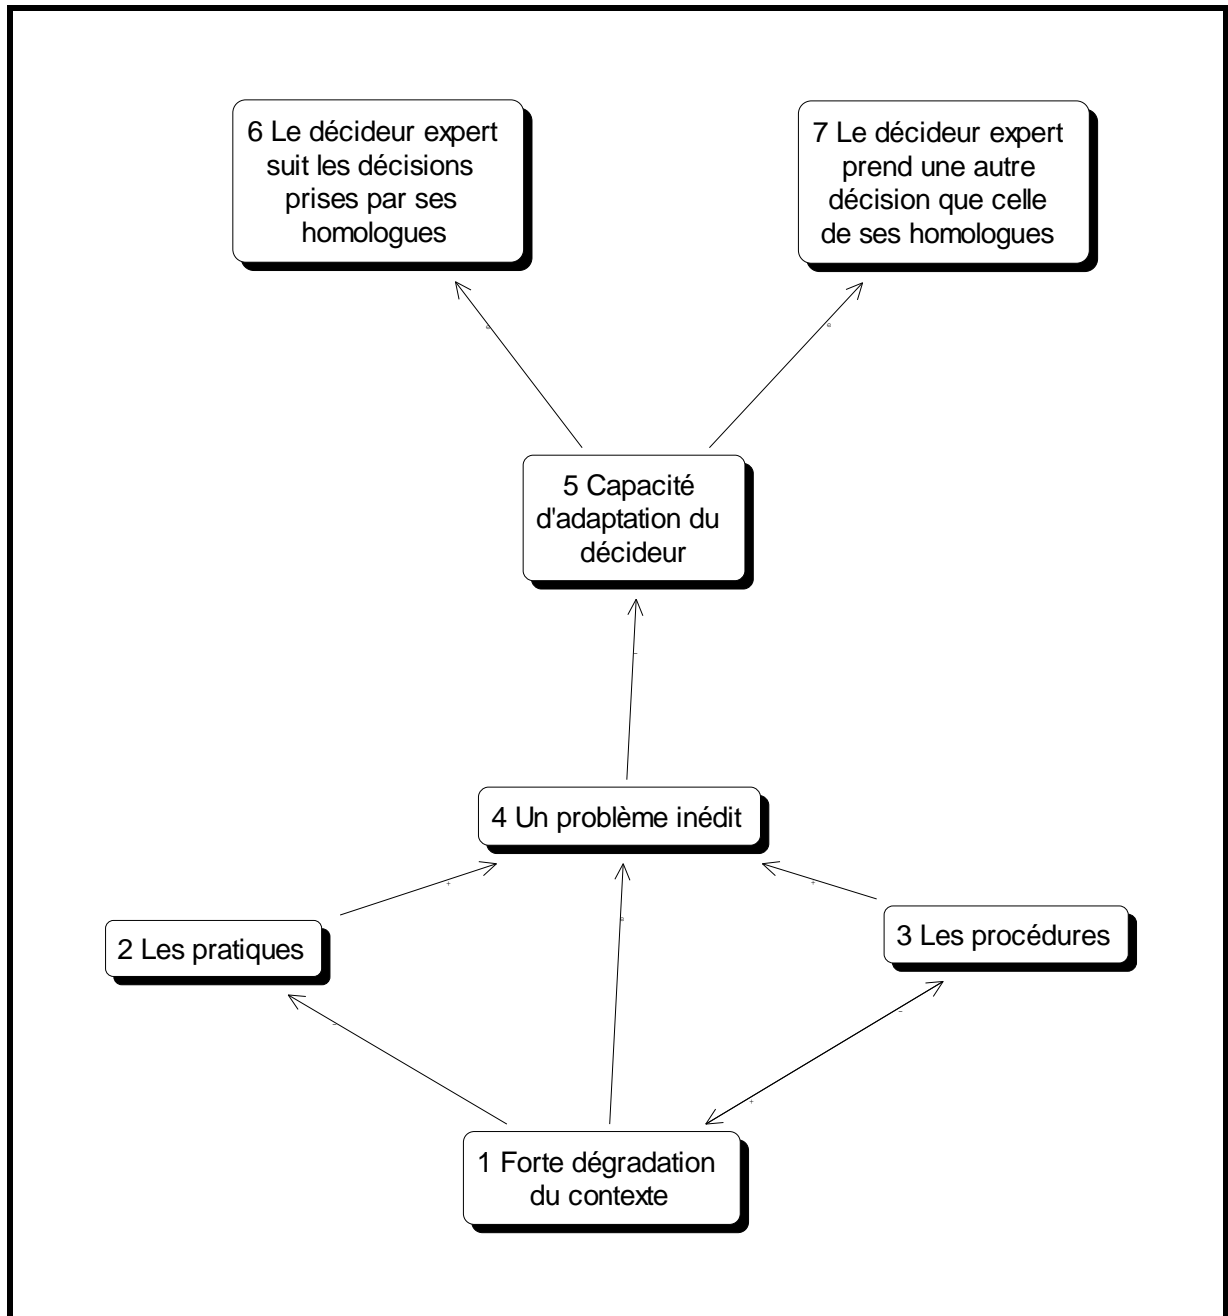 6 Le décideur expert
suit les décisions
prises par ses
homologues
7 Le décideur expert
prend une autre
décision que celle
de ses homologues
5 Capacité
d'adaptation du
décideur
4 Un problème inédit
2 Les pratiques
3 Les procédures
1 Forte dégradation
du contexte